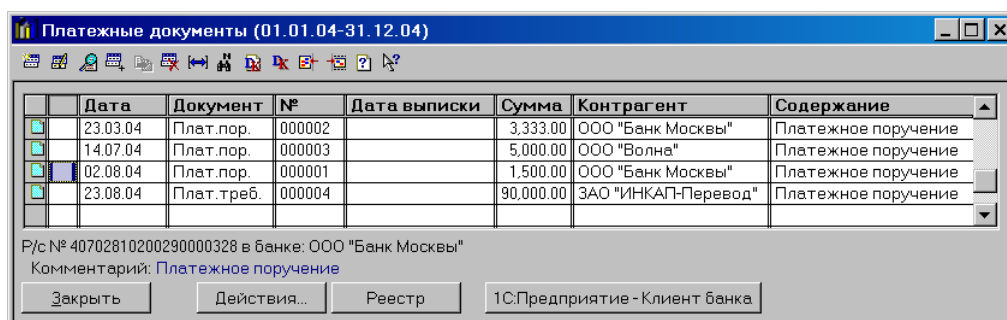 Платежные документы (01.01.04-31.12.04)
Дата Документ № Дата выписки Сумма Контрагент Содержание
23.03.04 Плат.пор. 000002 3,333.00 ООО "Банк Москвы" Платежное поручение
14.07.04 Плат.пор. 000003 5,000.00 ООО "Волна" Платежное поручение
02.08.04 Плат.пор. 000001 1,500.00 ООО "Банк Москвы" Платежное поручение
23.08.04 Плат.треб. 000004 90,000.00 ЗАО "ИНКАП-Перевод" Платежное поручение
Р/с № 40702810200290000328 в банке: ООО "Банк Москвы"
Комментарий: Платежное поручение
Закрыть Действия... Реестр 1С:Предприятие - Клиент банка